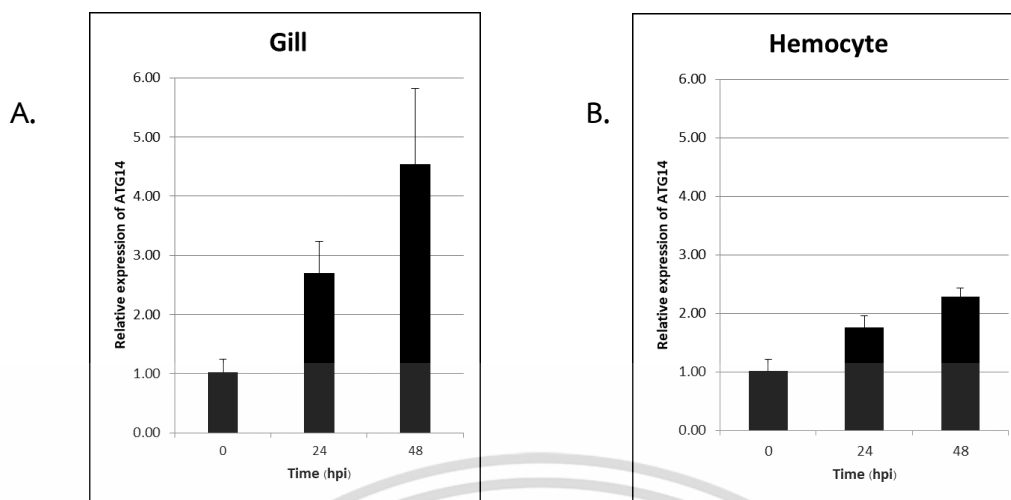 A.
Gill
Relative expression of ATG14
6.00
5.00
4.00
3.00
2.00
1.00
0.00
0 24 48
Time (hpi)
B.
Hemocyte
Relative expression of ATG14
6.00
5.00
4.00
3.00
2.00
1.00
0.00
0 24 48
Time (hpi)